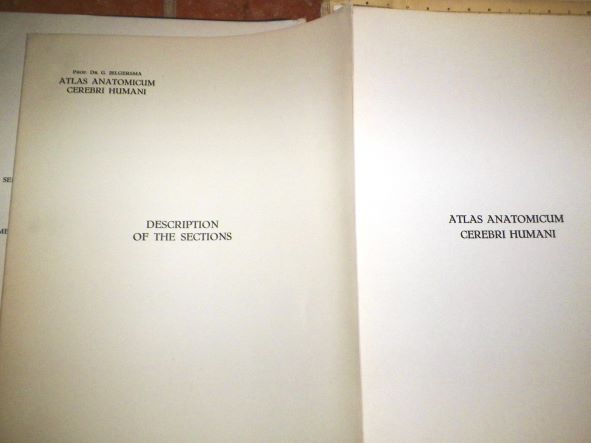 Prof. Dr. G. Jelgersma
ATLAS ANATOMICUM
CEREBRI HUMANI
DESCRIPTION
OF THE SECTIONS
ATLAS ANATOMICUM
CEREBRI HUMANI